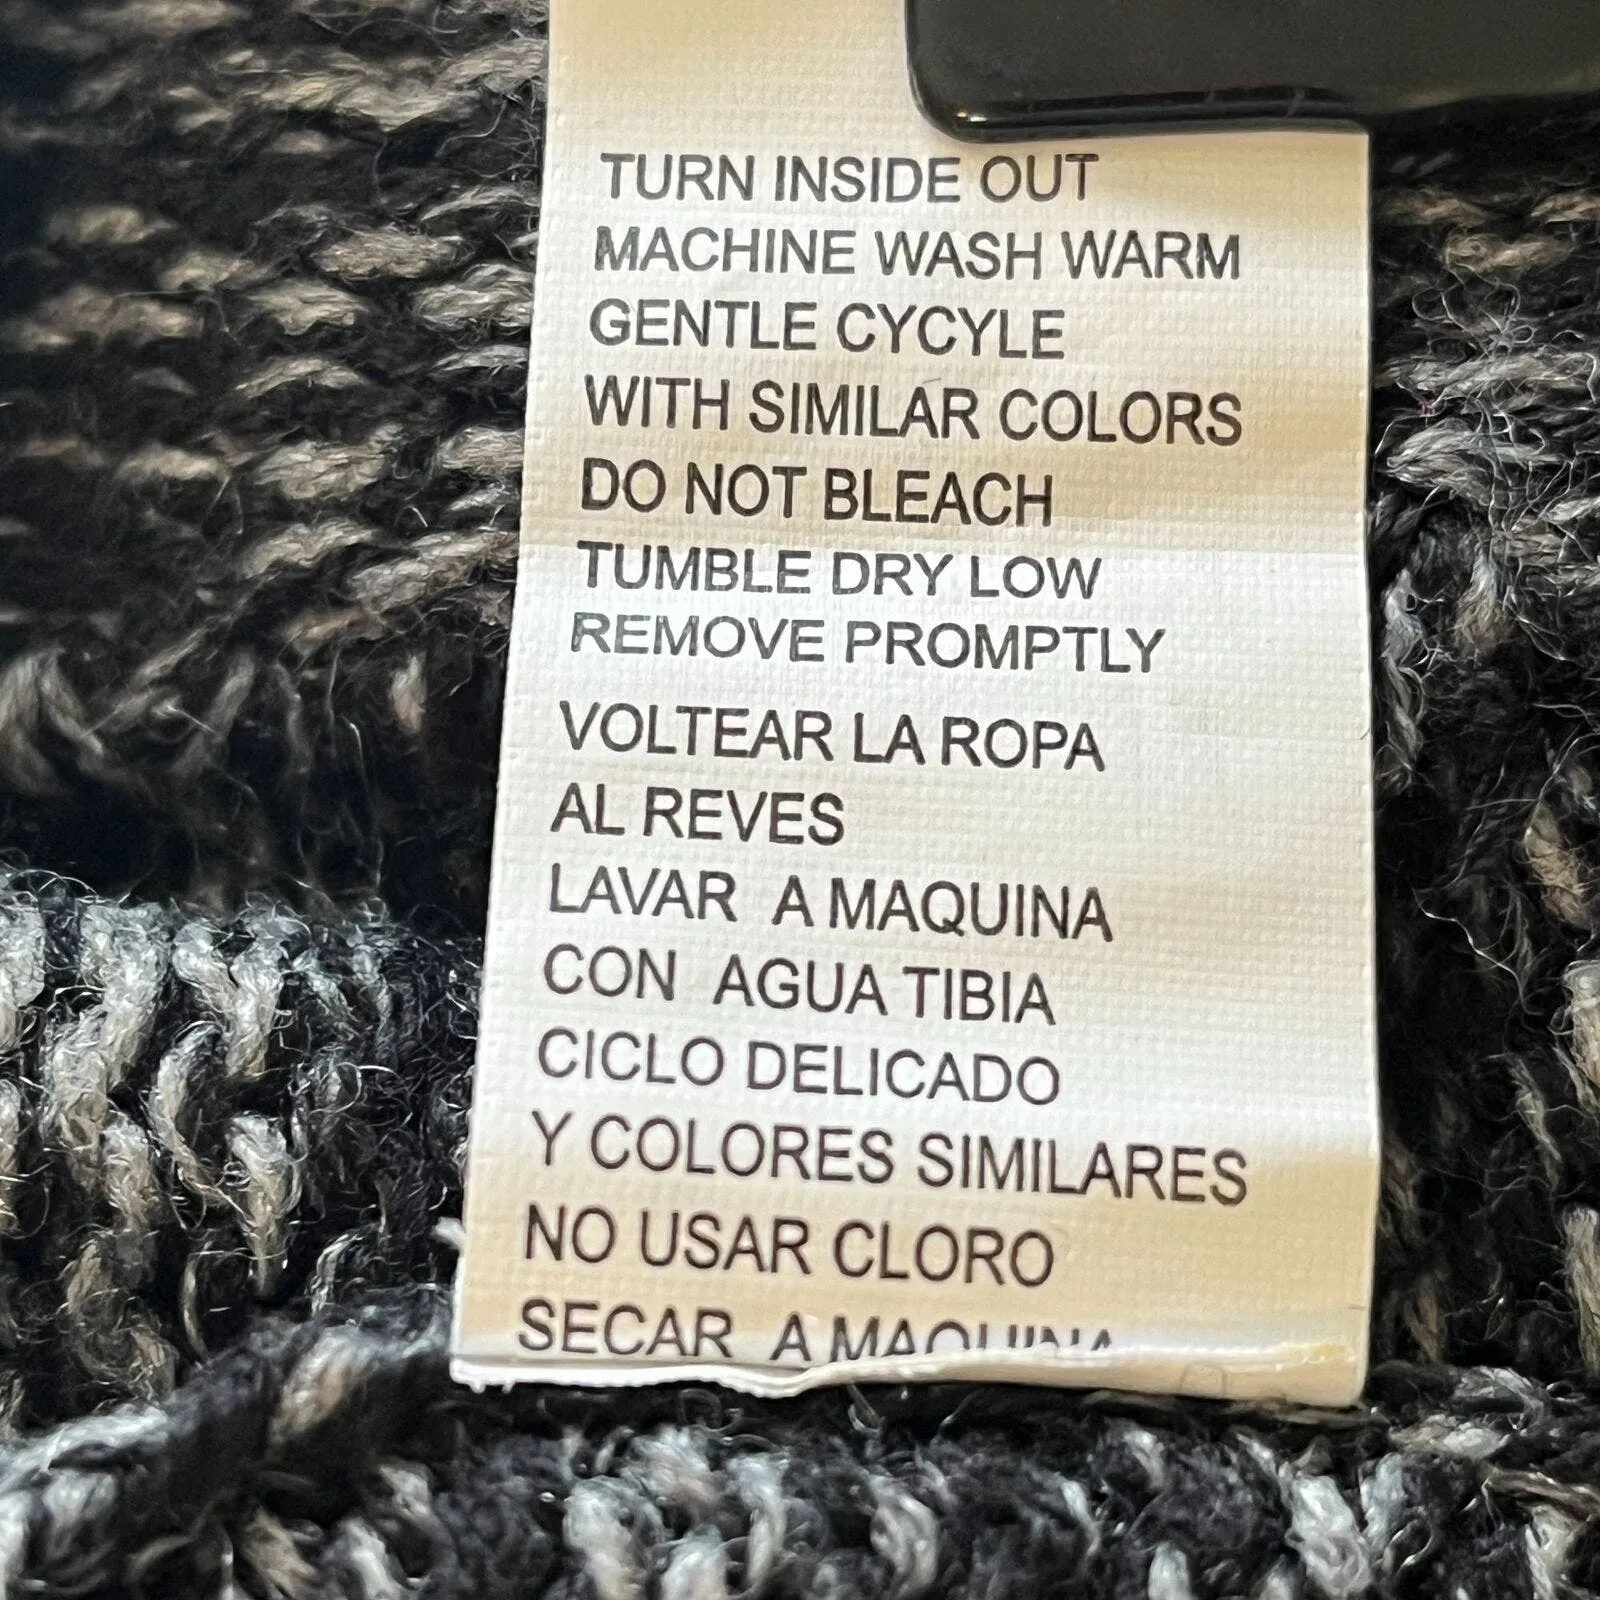 TURN INSIDE OUT
MACHINE WASH WARM
GENTLE CYCYLE
WITH SIMILAR COLORS
DO NOT BLEACH
TUMBLE DRY LOW
REMOVE PROMPTLY
VOLTEAR LA ROPA
AL REVES
LAVAR A MAQUINA
CON AGUA TIBIA
CICLO DELICADO
Y COLORES SIMILARES
NO USAR CLORO
SECAR A MAQUINA